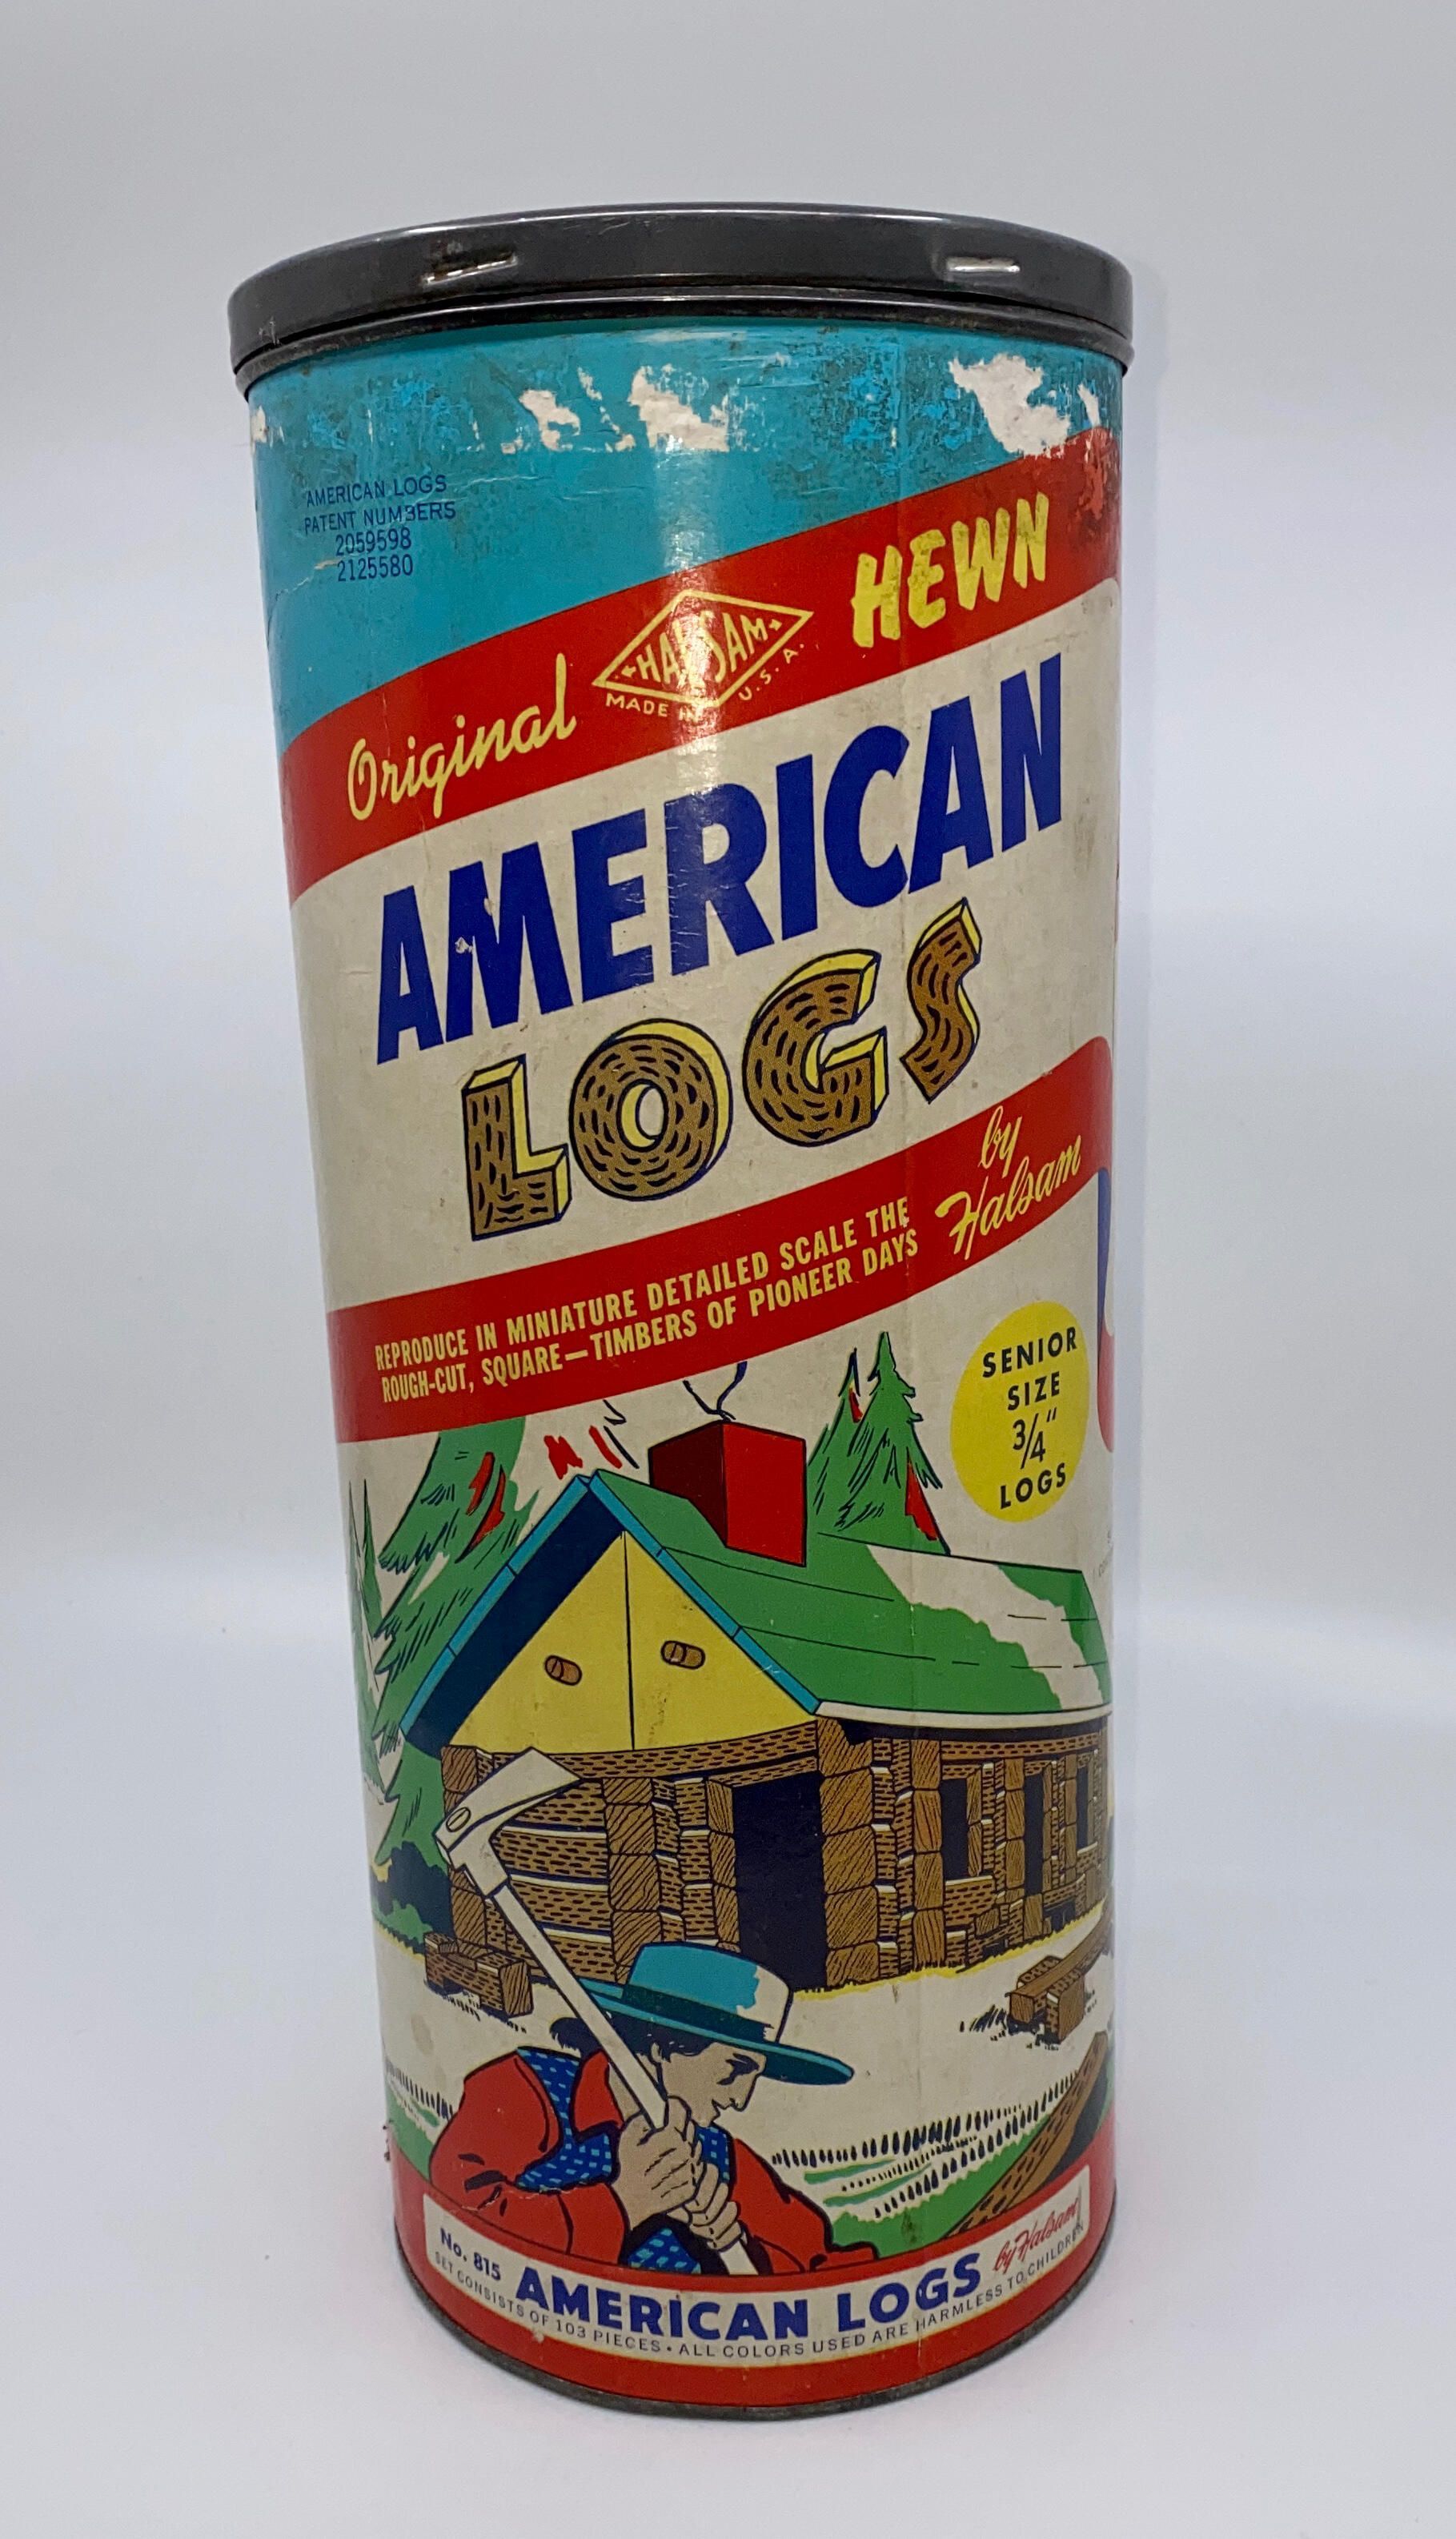 AMERICAN LOGS
PATENT NUMBERS
2059598
2125580
Original
HALSAM
MADE IN U.S.A.
HEWN
AMERICAN
LOGS
REPRODUCE IN MINIATURE DETAILED SCALE THE
ROUGH-CUT, SQUARE—TIMBERS OF PIONEER DAYS
by
Halsam
SENIOR
SIZE
3/4"
LOGS
No. 815 AMERICAN LOGS by Halsam
SET CONSISTS OF 103 PIECES • ALL COLORS USED ARE HARMLESS TO CHILDREN